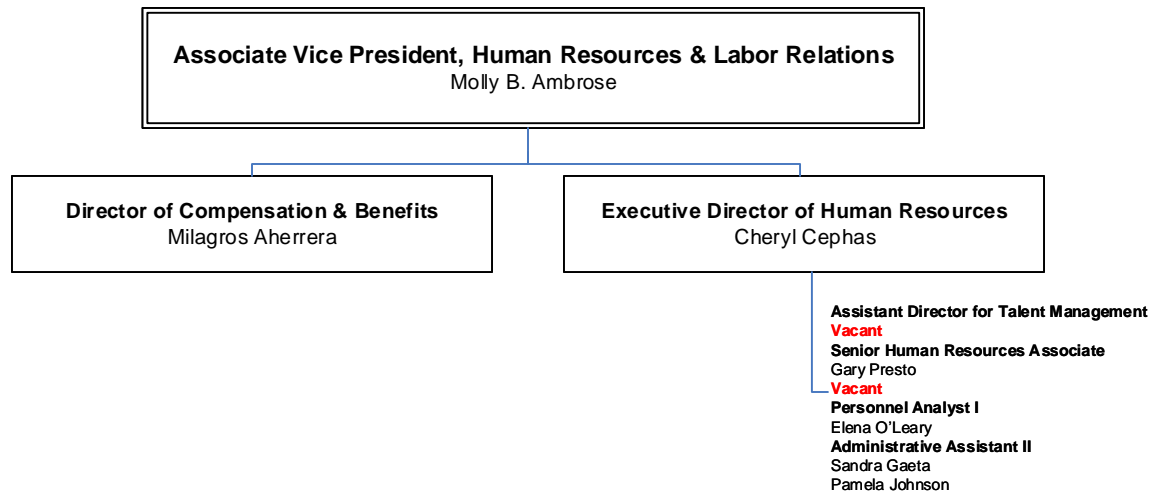 Associate Vice President, Human Resources & Labor Relations
Molly B. Ambrose
Director of Compensation & Benefits
Milagros Aherrera
Executive Director of Human Resources
Cheryl Cephas
Assistant Director for Talent Management
Vacant
Senior Human Resources Associate
Gary Presto
Vacant
Personnel Analyst I
Elena O'Leary
Administrative Assistant II
Sandra Gaeta
Pamela Johnson